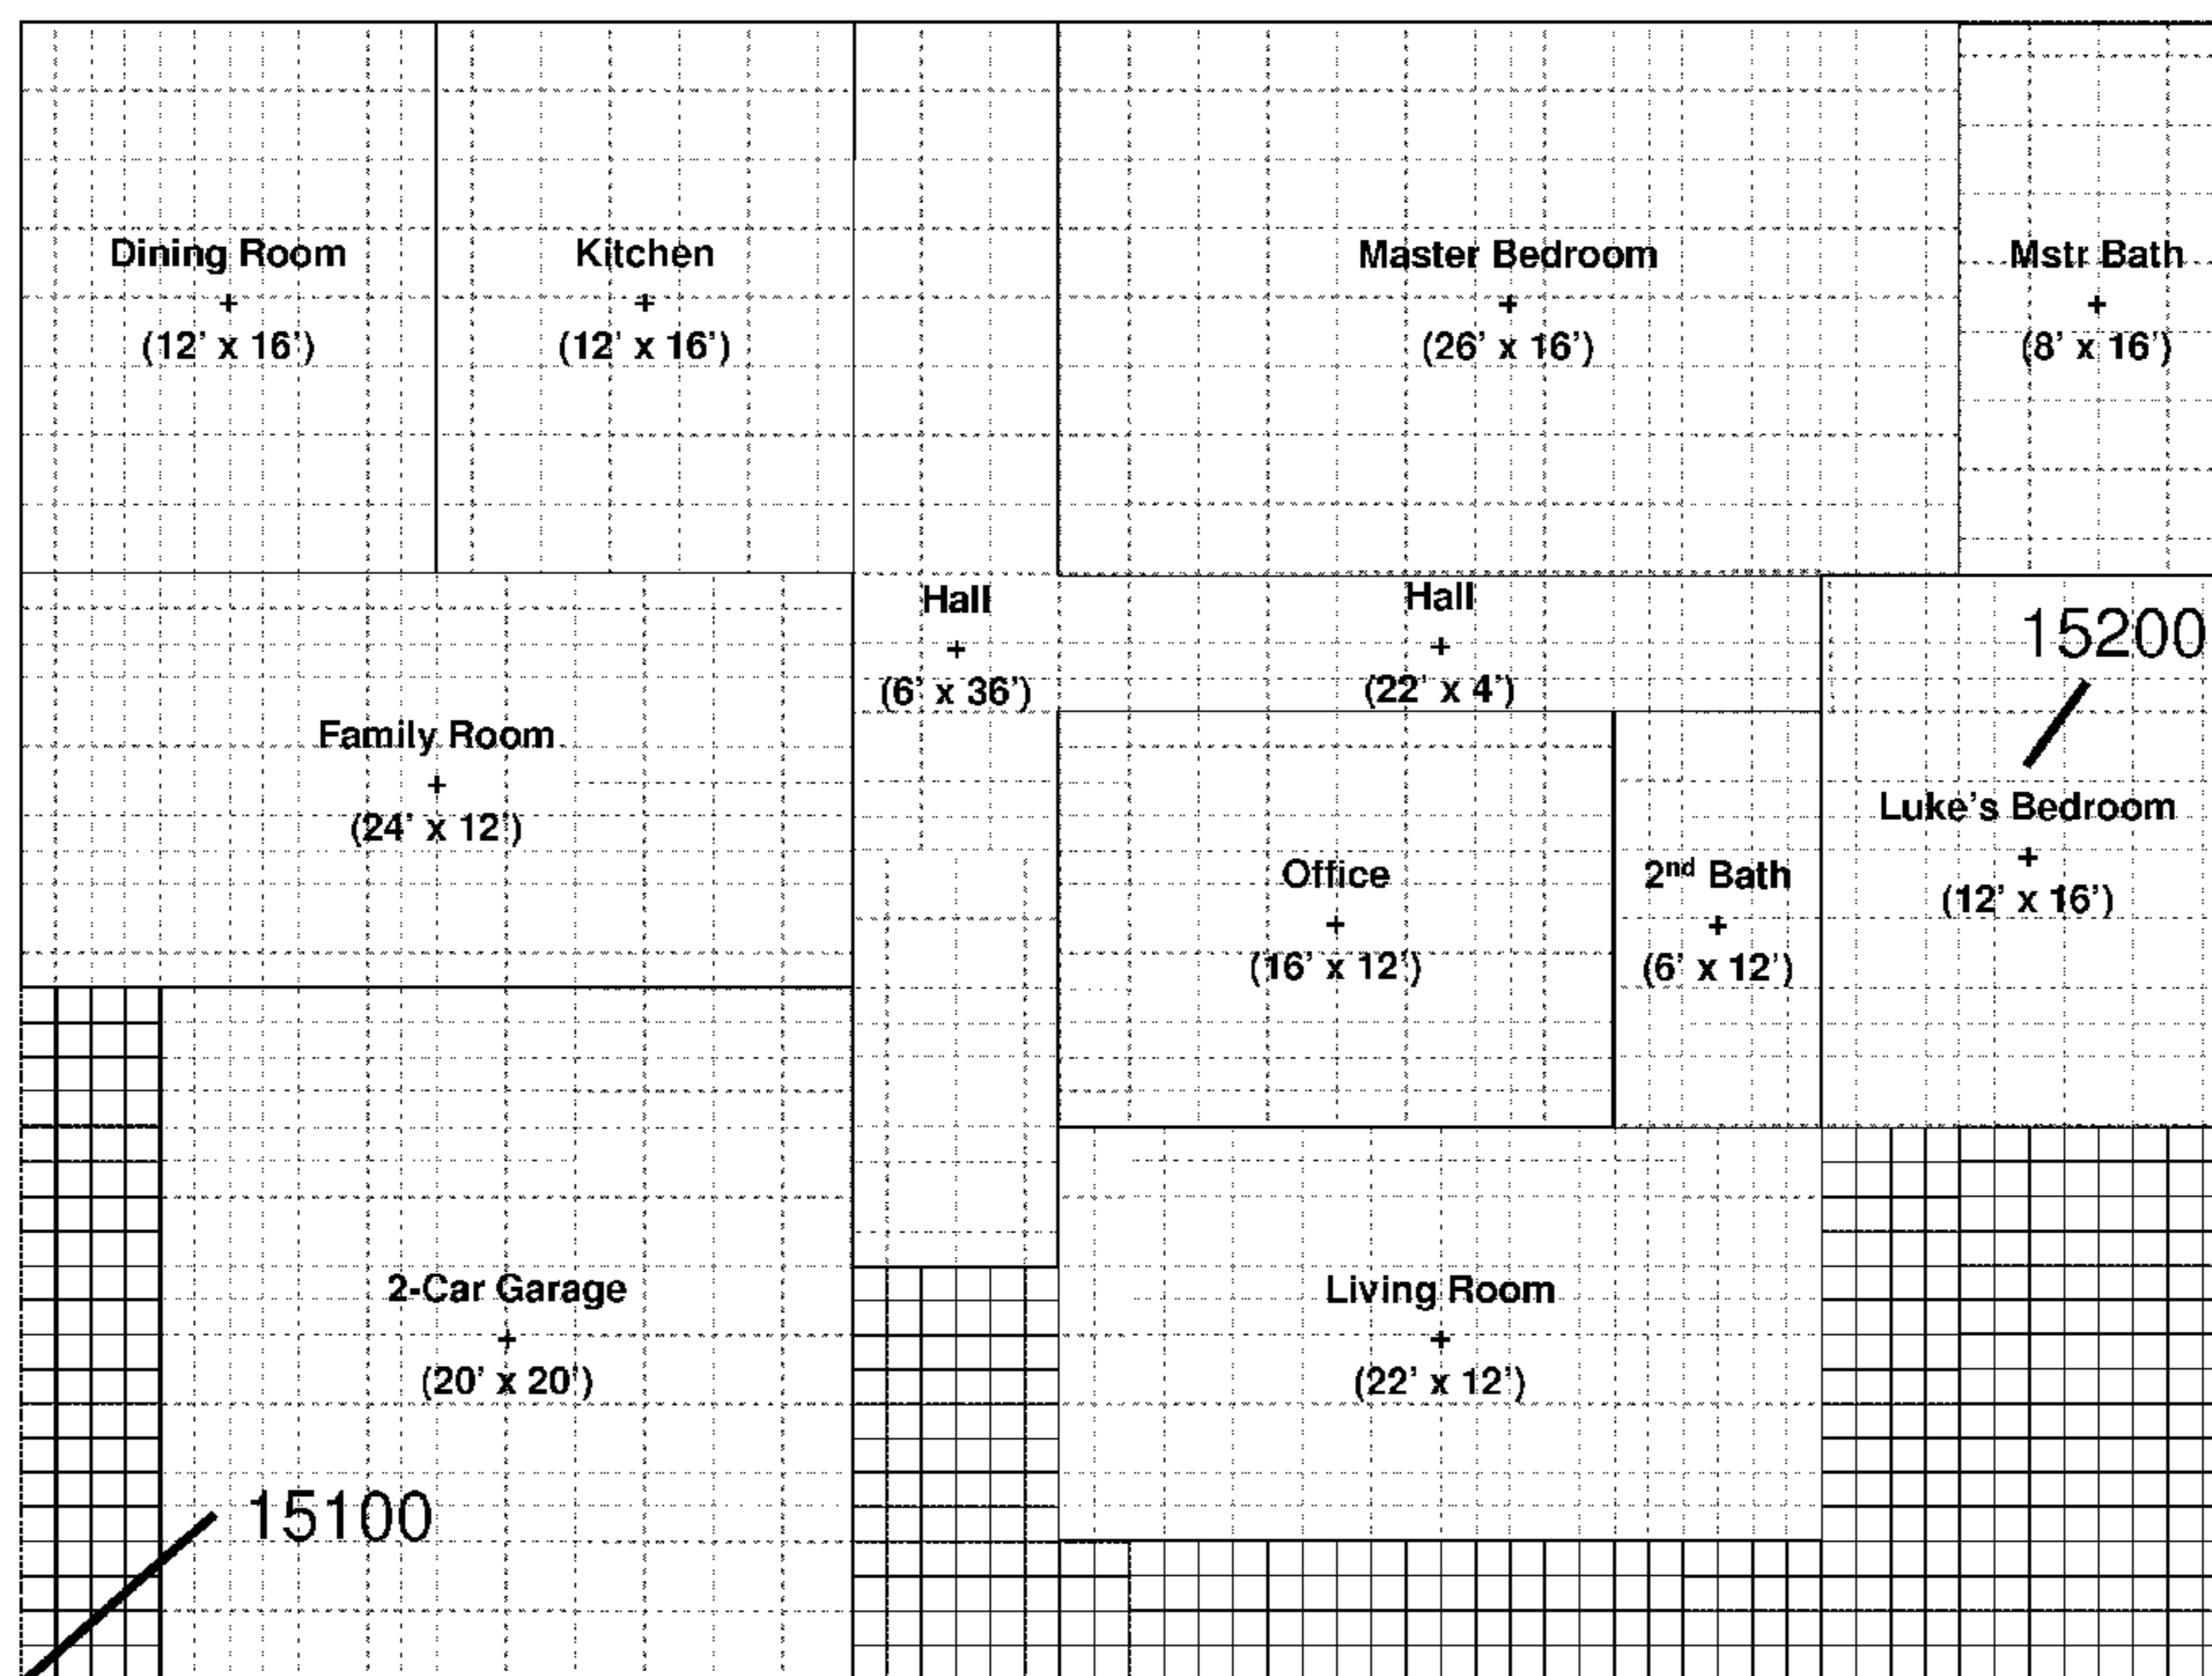 Dining Room
+
(12' x 16')
Kitchen
+
(12' x 16')
Master Bedroom
+
(26' x 16')
Mstr Bath
+
(8' x 16')
Hall
+
(6' x 36')
Hall
+
(22' x 4')
15200
Family Room
+
(24' x 12')
Luke's Bedroom
+
(12' x 16')
Office
+
(16' x 12')
2nd Bath
+
(6' x 12')
2-Car Garage
+
(20' x 20')
Living Room
+
(22' x 12')
15100